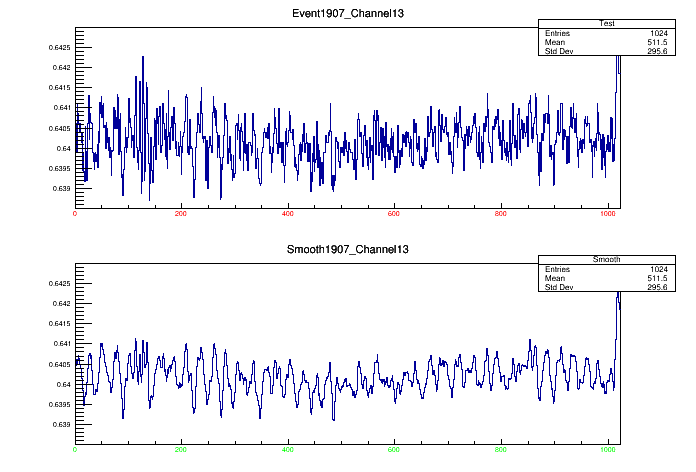 Event1907_Channel13
Test
Entries 1024
Mean 511.5
Std Dev 295.6
0.6425
0.642
0.6415
0.641
0.6405
0.64
0.6395
0.639
0 200 400 600 800 1000
Smooth1907_Channel13
Smooth
Entries 1024
Mean 511.5
Std Dev 295.6
0.6425
0.642
0.6415
0.641
0.6405
0.64
0.6395
0.639
0 200 400 600 800 1000